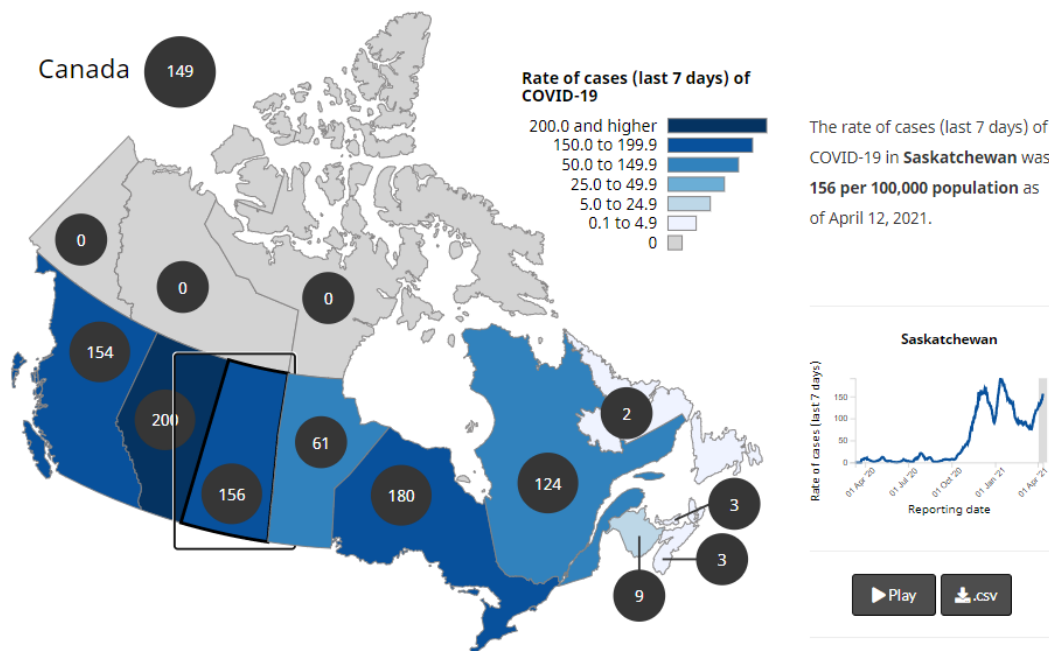 Canada
149
Rate of cases (last 7 days) of
COVID-19
200.0 and higher
150.0 to 199.9
50.0 to 149.9
25.0 to 49.9
5.0 to 24.9
0.1 to 4.9
0
0
0
0
154
200
156
61
180
124
2
3
3
9
The rate of cases (last 7 days) of
COVID-19 in Saskatchewan was
156 per 100,000 population as
of April 12, 2021.
Saskatchewan
Rate of cases (last 7 days)
150
100
50
0
01 Apr 20
01 Jul 20
01 Oct 20
01 Jan 21
01 Apr 21
Reporting date
Play
.csv